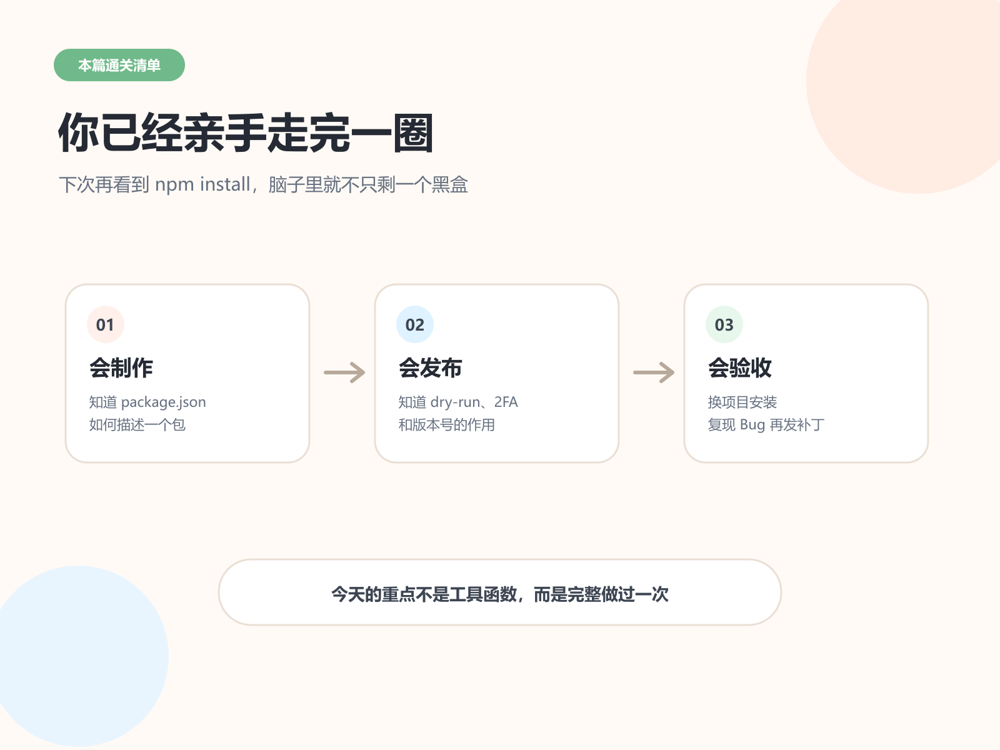 本篇通关清单
你已经亲手走完一圈
下次再看到 npm install，脑子里就不只剩一个黑盒
01
会制作
知道 package.json
如何描述一个包
02
会发布
知道 dry-run、2FA
和版本号的作用
03
会验收
换项目安装
复现 Bug 再发补丁
今天的重点不是工具函数，而是完整做过一次